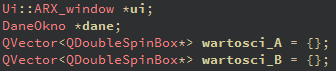 Ui::ARX_window *ui;
DaneOkno *dane;
QVector<QDoubleSpinBox*> wartosci_A = {};
QVector<QDoubleSpinBox*> wartosci_B = {};